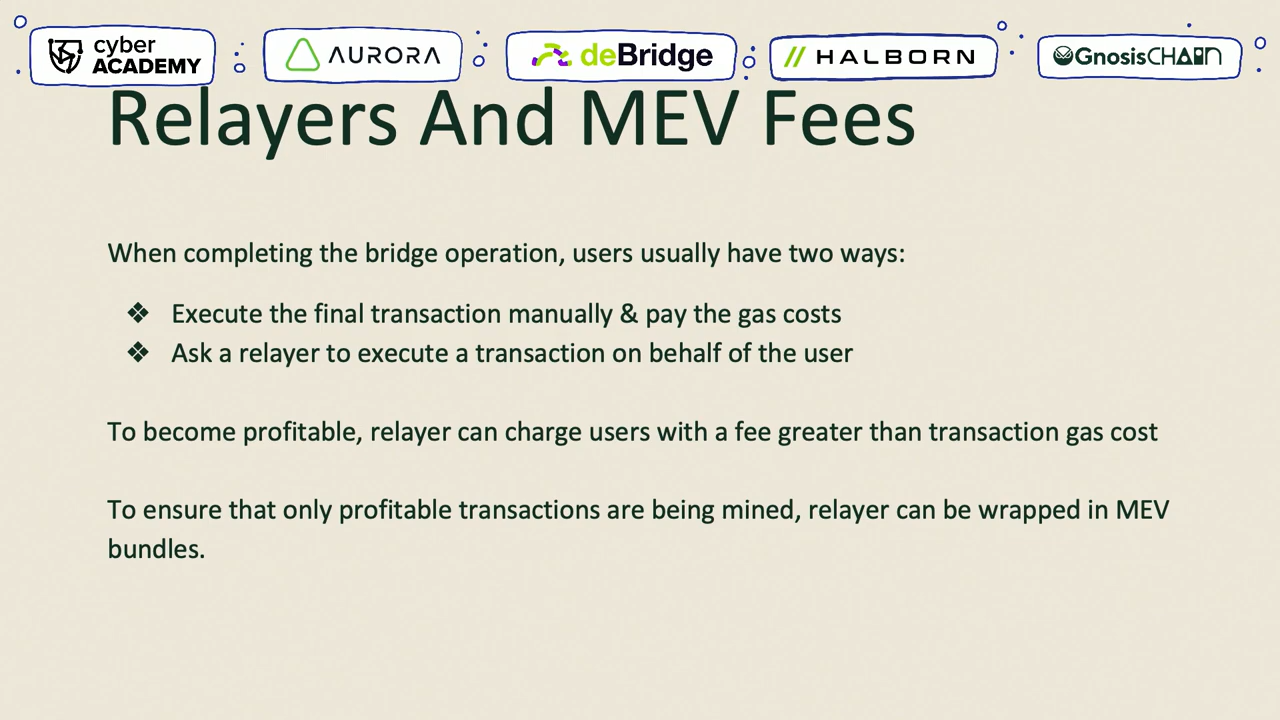 cyber
ACADEMY
AURORA
deBridge
HALBORN
GnosisCHAIN
Relayers And MEV Fees
When completing the bridge operation, users usually have two ways:
❖ Execute the final transaction manually & pay the gas costs
❖ Ask a relayer to execute a transaction on behalf of the user
To become profitable, relayer can charge users with a fee greater than transaction gas cost
To ensure that only profitable transactions are being mined, relayer can be wrapped in MEV
bundles.